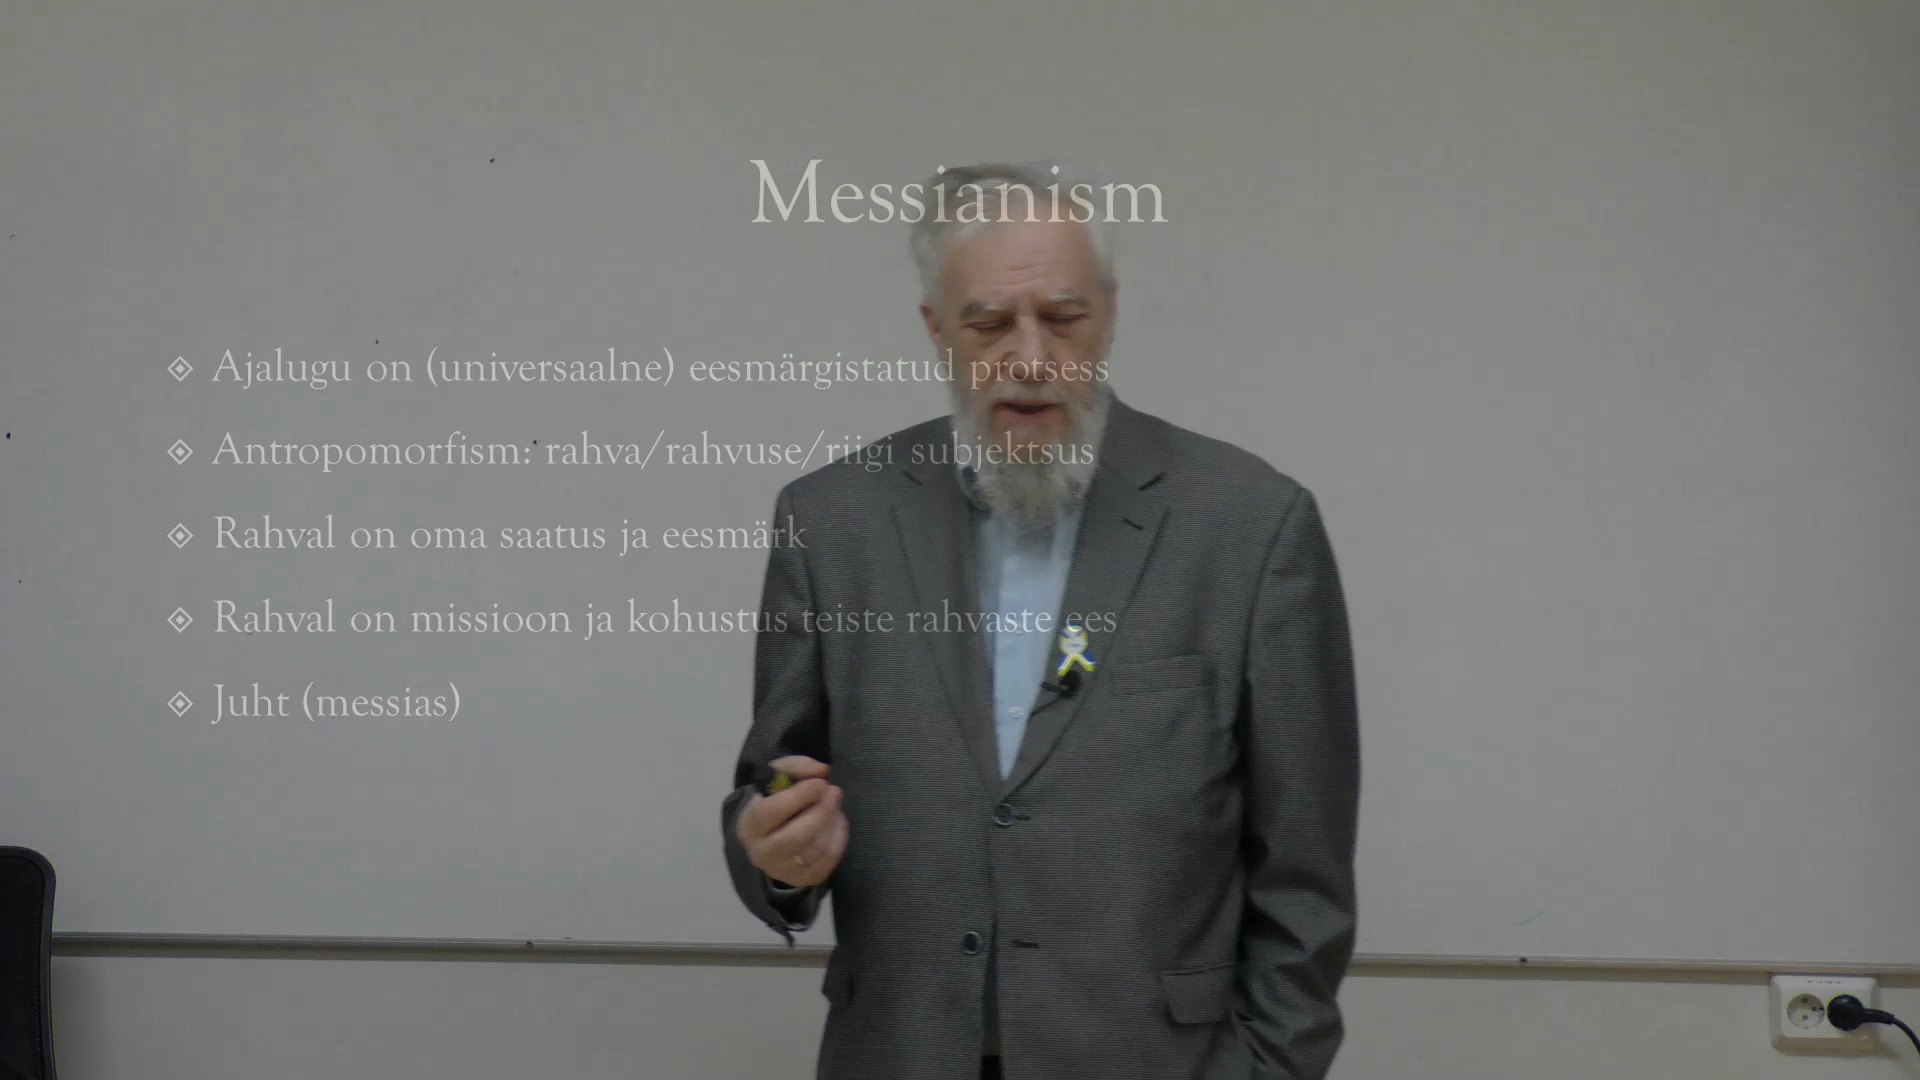 Messianism
Ajalugu on (universaalne) eesmärgistatud protsess
Antropomorfism: rahva/rahvuse/riigi subjektsus
Rahval on oma saatus ja eesmärk
Rahval on missioon ja kohustus teiste rahvaste ees
Juht (messias)